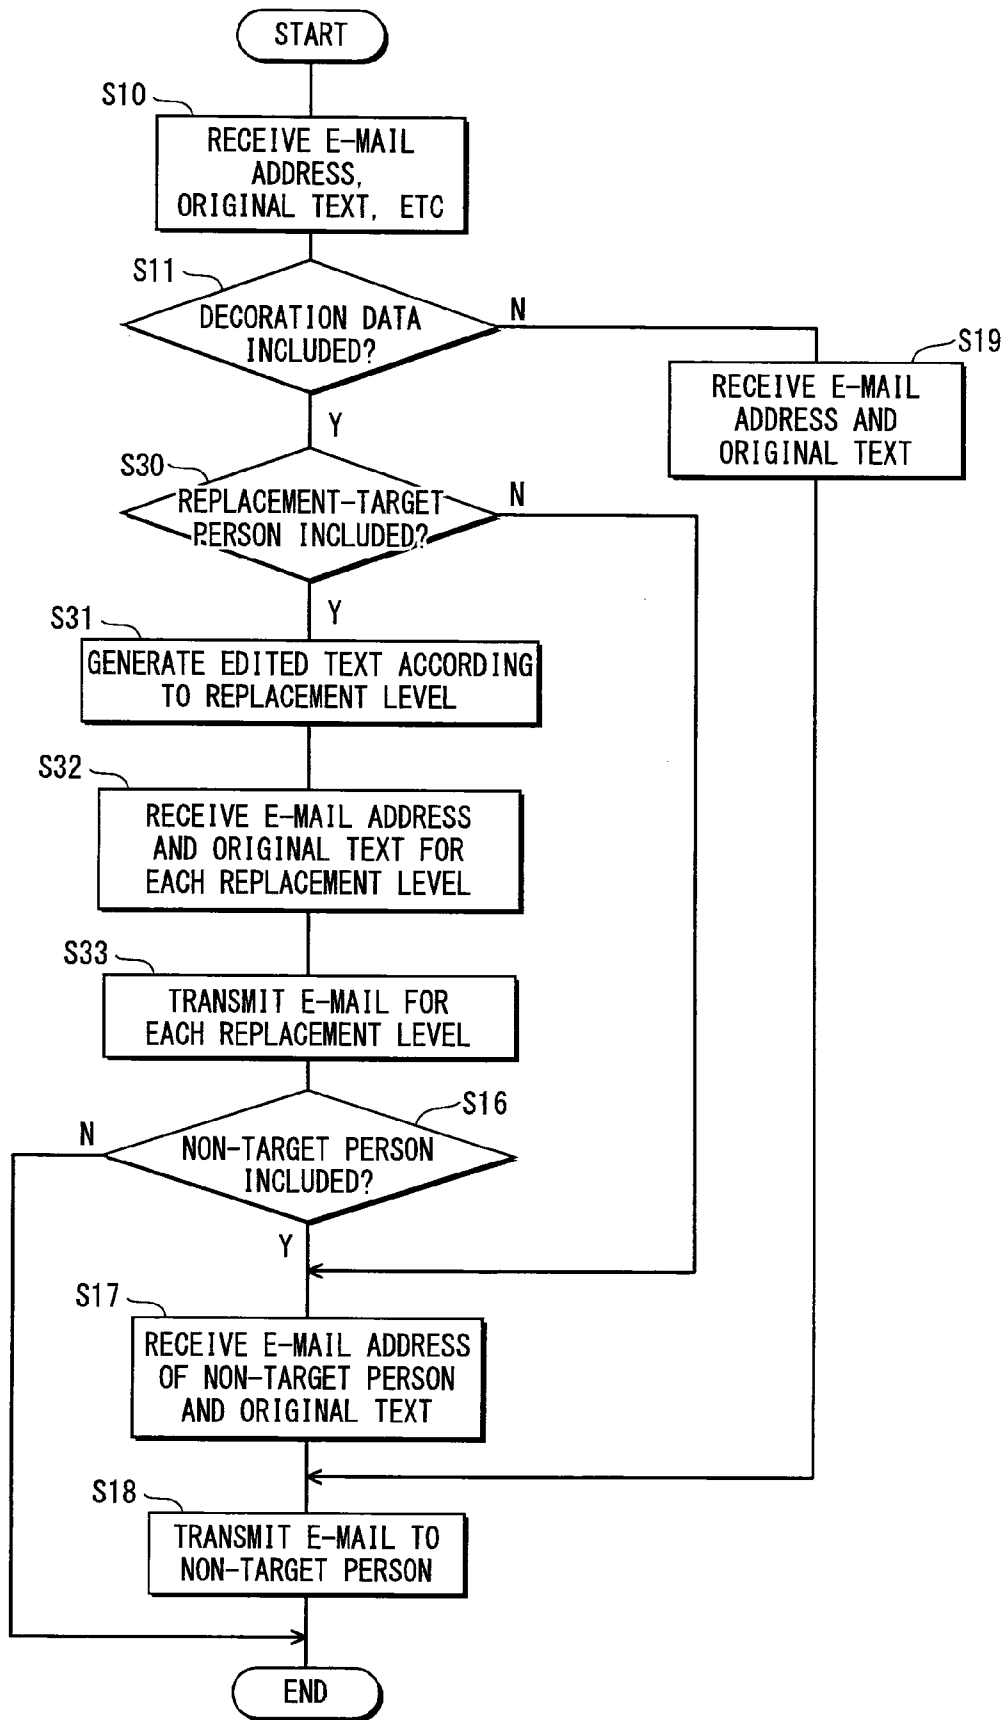 START
S10
RECEIVE E-MAIL
ADDRESS,
ORIGINAL TEXT, ETC
S11
DECORATION DATA
INCLUDED?
N
Y
S19
RECEIVE E-MAIL
ADDRESS AND
ORIGINAL TEXT
S30
REPLACEMENT-TARGET
PERSON INCLUDED?
N
Y
S31
GENERATE EDITED TEXT ACCORDING
TO REPLACEMENT LEVEL
S32
RECEIVE E-MAIL ADDRESS
AND ORIGINAL TEXT FOR
EACH REPLACEMENT LEVEL
S33
TRANSMIT E-MAIL FOR
EACH REPLACEMENT LEVEL
S16
NON-TARGET PERSON
INCLUDED?
N
Y
S17
RECEIVE E-MAIL ADDRESS
OF NON-TARGET PERSON
AND ORIGINAL TEXT
S18
TRANSMIT E-MAIL TO
NON-TARGET PERSON
END